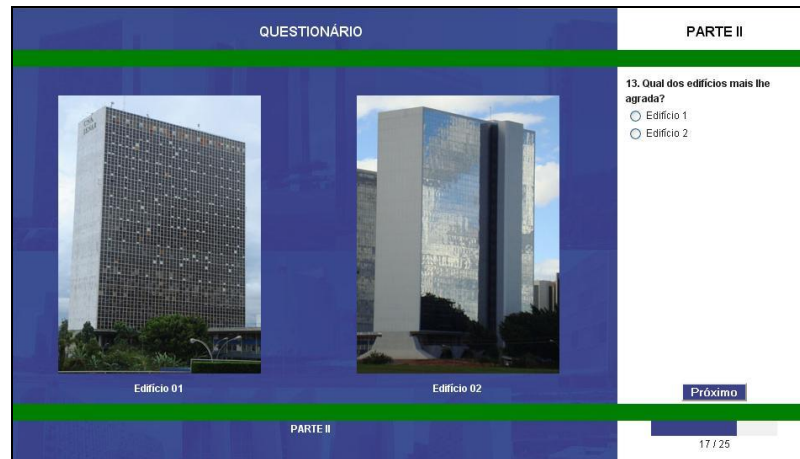 QUESTIONÁRIO
PARTE II
13. Qual dos edifícios mais lhe
agrada?
Edifício 1
Edifício 2
Edifício 01
Edifício 02
Próximo
PARTE II
17 / 25